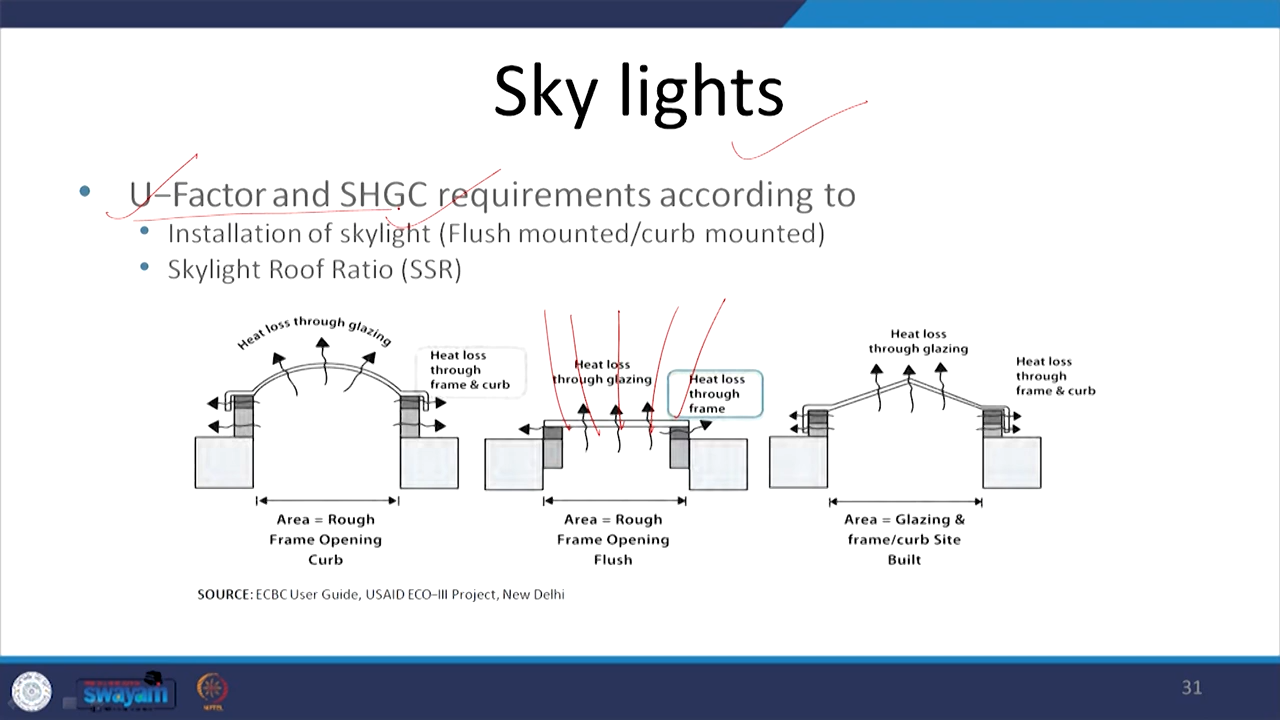 Sky lights
U–Factor and SHGC requirements according to
Installation of skylight (Flush mounted/curb mounted)
Skylight Roof Ratio (SSR)
Heat loss through glazing
Heat loss
through
frame & curb
Area = Rough
Frame Opening
Curb
Heat loss
through glazing
Heat loss
through
frame
Area = Rough
Frame Opening
Flush
Heat loss
through glazing
Heat loss
through
frame & curb
Area = Glazing &
frame/curb Site
Built
SOURCE: ECBC User Guide, USAID ECO–III Project, New Delhi
swayam
31